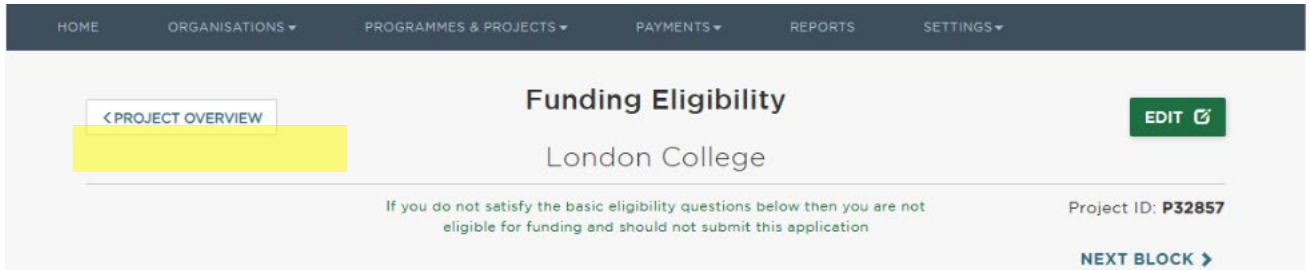 HOME ORGANISATIONS PROGRAMMES & PROJECTS PAYMENTS REPORTS SETTINGS
< PROJECT OVERVIEW
Funding Eligibility
EDIT
London College
If you do not satisfy the basic eligibility questions below then you are not
eligible for funding and should not submit this application
Project ID: P32857
NEXT BLOCK >